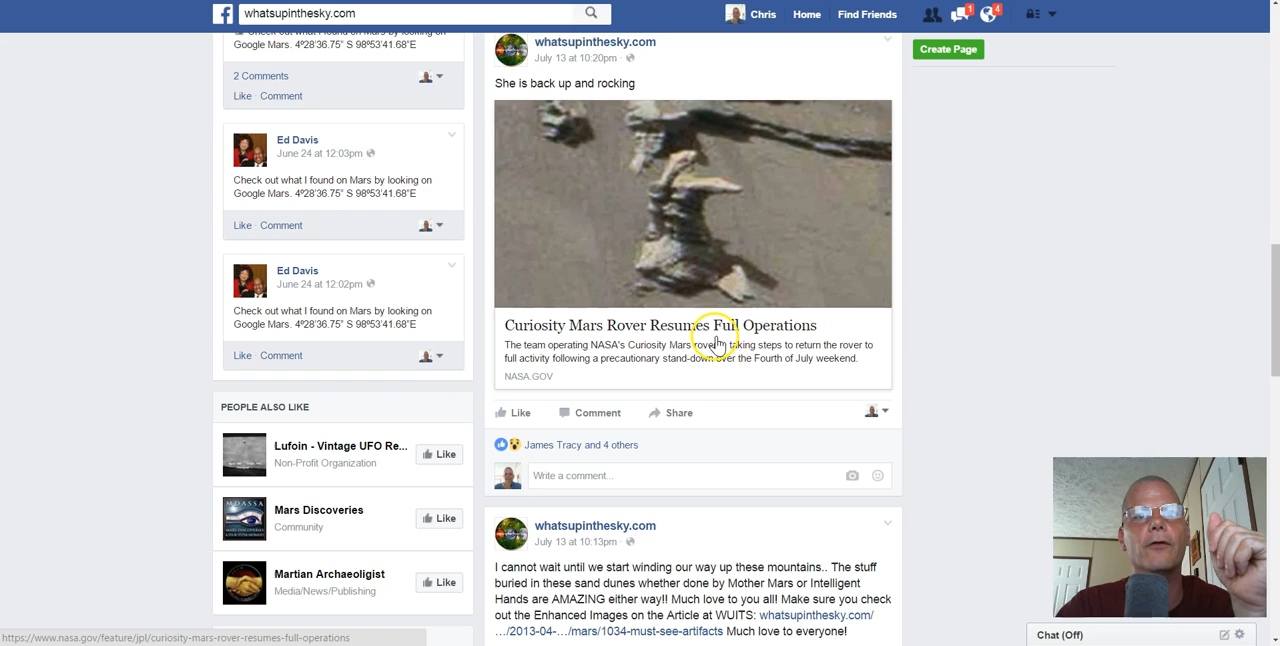 whatsupinthesky.com
Chris
Home
Find Friends
1
4
Check out what I found on Mars by looking on
Google Mars. 4º28'36.75" S 98º53'41.68"E
2 Comments
Like · Comment
Ed Davis
June 24 at 12:03pm
Check out what I found on Mars by looking on
Google Mars. 4º28'36.75" S 98º53'41.68"E
Like · Comment
Ed Davis
June 24 at 12:02pm
Check out what I found on Mars by looking on
Google Mars. 4º28'36.75" S 98º53'41.68"E
Like · Comment
PEOPLE ALSO LIKE
Lufoin - Vintage UFO Re...
Non-Profit Organization
Like
MDASSA
Mars Discoveries
Community
Like
Martian Archaeoligist
Media/News/Publishing
Like
https://www.nasa.gov/feature/jpl/curiosity-mars-rover-resumes-full-operations
whatsupinthesky.com
July 13 at 10:20pm
She is back up and rocking
Curiosity Mars Rover Resumes Full Operations
The team operating NASA's Curiosity Mars rover taking steps to return the rover to
full activity following a precautionary stand-down over the Fourth of July weekend.
NASA.GOV
Like
Comment
Share
James Tracy and 4 others
Write a comment...
whatsupinthesky.com
July 13 at 10:13pm
I cannot wait until we start winding our way up these mountains.. The stuff
buried in these sand dunes whether done by Mother Mars or Intelligent
Hands are AMAZING either way!! Much love to you all! Make sure you check
out the Enhanced Images on the Article at WUITS: whatsupinthesky.com/
…/2013-04-…/mars/1034-must-see-artifacts Much love to everyone!
Create Page
Chat (Off)